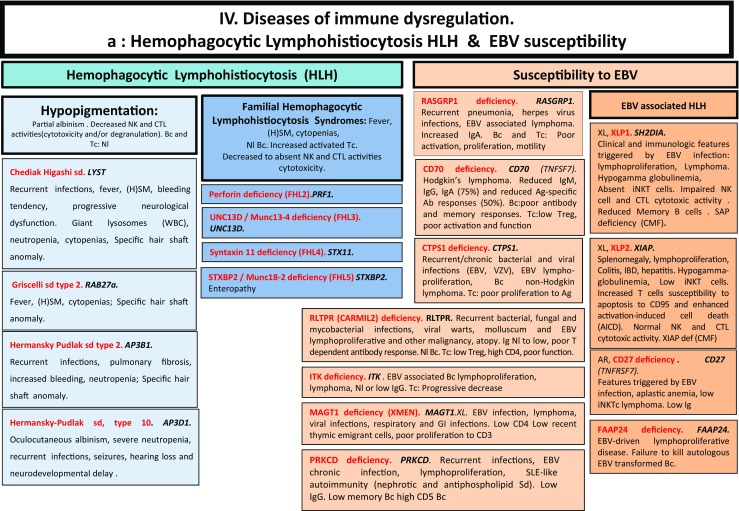 IV. Diseases of immune dysregulation.
a : Hemophagocytic Lymphohistiocytosis HLH & EBV susceptibility
Hemophagocytic Lymphohistiocytosis (HLH)
Hypopigmentation:
Partial albinism . Decreased NK and CTL
activities(cytotoxicity and/or degranulation). Bc and
Tc: Nl
Chediak Higashi sd. LYST
Recurrent infections, fever, (H)SM, bleeding
tendency, progressive neurological
dysfunction. Giant lysosomes (WBC),
neutropenia, cytopenias, Specific hair shaft
anomaly.
Griscelli sd type 2. RAB27a.
Fever, (H)SM, cytopenias; Specific hair shaft
anomaly.
Hermansky Pudlak sd type 2. AP3B1.
Recurrent infections, pulmonary fibrosis,
increased bleeding, neutropenia; Specific hair
shaft anomaly.
Hermansky-Pudlak sd, type 10. AP3D1.
Oculocutaneous albinism, severe neutropenia,
recurrent infections, seizures, hearing loss and
neurodevelopmental delay .
Familial Hemophagocytic
Lymphohistiocytosis Syndromes: Fever,
(H)SM, cytopenias,
Nl Bc. Increased activated Tc.
Decreased to absent NK and CTL activities
cytotoxicity.
Perforin deficiency (FHL2).PRF1.
UNC13D / Munc13-4 deficiency (FHL3).
UNC13D.
Syntaxin 11 deficiency (FHL4). STX11.
STXBP2 / Munc18-2 deficiency (FHL5) STXBP2.
Enteropathy
Susceptibility to EBV
RASGRP1 deficiency. RASGRP1.
Recurrent pneumonia, herpes virus
infections, EBV associated lymphoma.
Increased IgA. Bc and Tc: Poor
activation, proliferation, motility
CD70 deficiency. CD70 (TNFSF7).
Hodgkin's lymphoma. Reduced IgM,
IgG, IgA (75%) and reduced Ag-specific
Ab responses (50%). Bc:poor antibody
and memory responses. Tc:low Treg,
poor activation and function
CTPS1 deficiency. CTPS1.
Recurrent/chronic bacterial and viral
infections (EBV, VZV), EBV lympho-
proliferation, Bc non-Hodgkin
lymphoma. Tc: poor proliferation to Ag
RLTPR (CARMIL2) deficiency. RLTPR. Recurrent bacterial, fungal and
mycobacterial infections, viral warts, molluscum and EBV
lymphoproliferative and other malignancy, atopy. Ig Nl to low, poor T
dependent antibody response. Nl Bc. Tc: low Treg, high CD4, poor function.
ITK deficiency. ITK . EBV associated Bc lymphoproliferation,
lymphoma, Nl or low IgG. Tc: Progressive decrease
MAGT1 deficiency (XMEN). MAGT1.XL. EBV infection, lymphoma,
viral infections, respiratory and GI infections. Low CD4 Low recent
thymic emigrant cells, poor proliferation to CD3
PRKCD deficiency. PRKCD. Recurrent infections, EBV
chronic infection, lymphoproliferation, SLE-like
autoimmunity (nephrotic and antiphospholipid Sd). Low
IgG. Low memory Bc high CD5 Bc
EBV associated HLH
XL, XLP1. SH2DIA.
Clinical and immunologic features
triggered by EBV infection:
lymphoproliferation, Lymphoma.
Hypogamma globulinemia,
Absent iNKT cells. Impaired NK
cell and CTL cytotoxic activity .
Reduced Memory B cells . SAP
deficiency (CMF).
XL, XLP2. XIAP.
Splenomegaly, lymphoproliferation,
Colitis, IBD, hepatitis. Hypogamma-
globulinemia, Low iNKT cells.
Increased T cells susceptibility to
apoptosis to CD95 and enhanced
activation-induced cell death
(AICD). Normal NK and CTL
cytotoxic activity. XIAP def (CMF)
AR, CD27 deficiency . CD27
(TNFRSF7).
Features triggered by EBV
infection, aplastic anemia, low
iNKTc lymphoma. Low Ig
FAAP24 deficiency. FAAP24.
EBV-driven lymphoproliferative
disease. Failure to kill autologous
EBV transformed Bc.